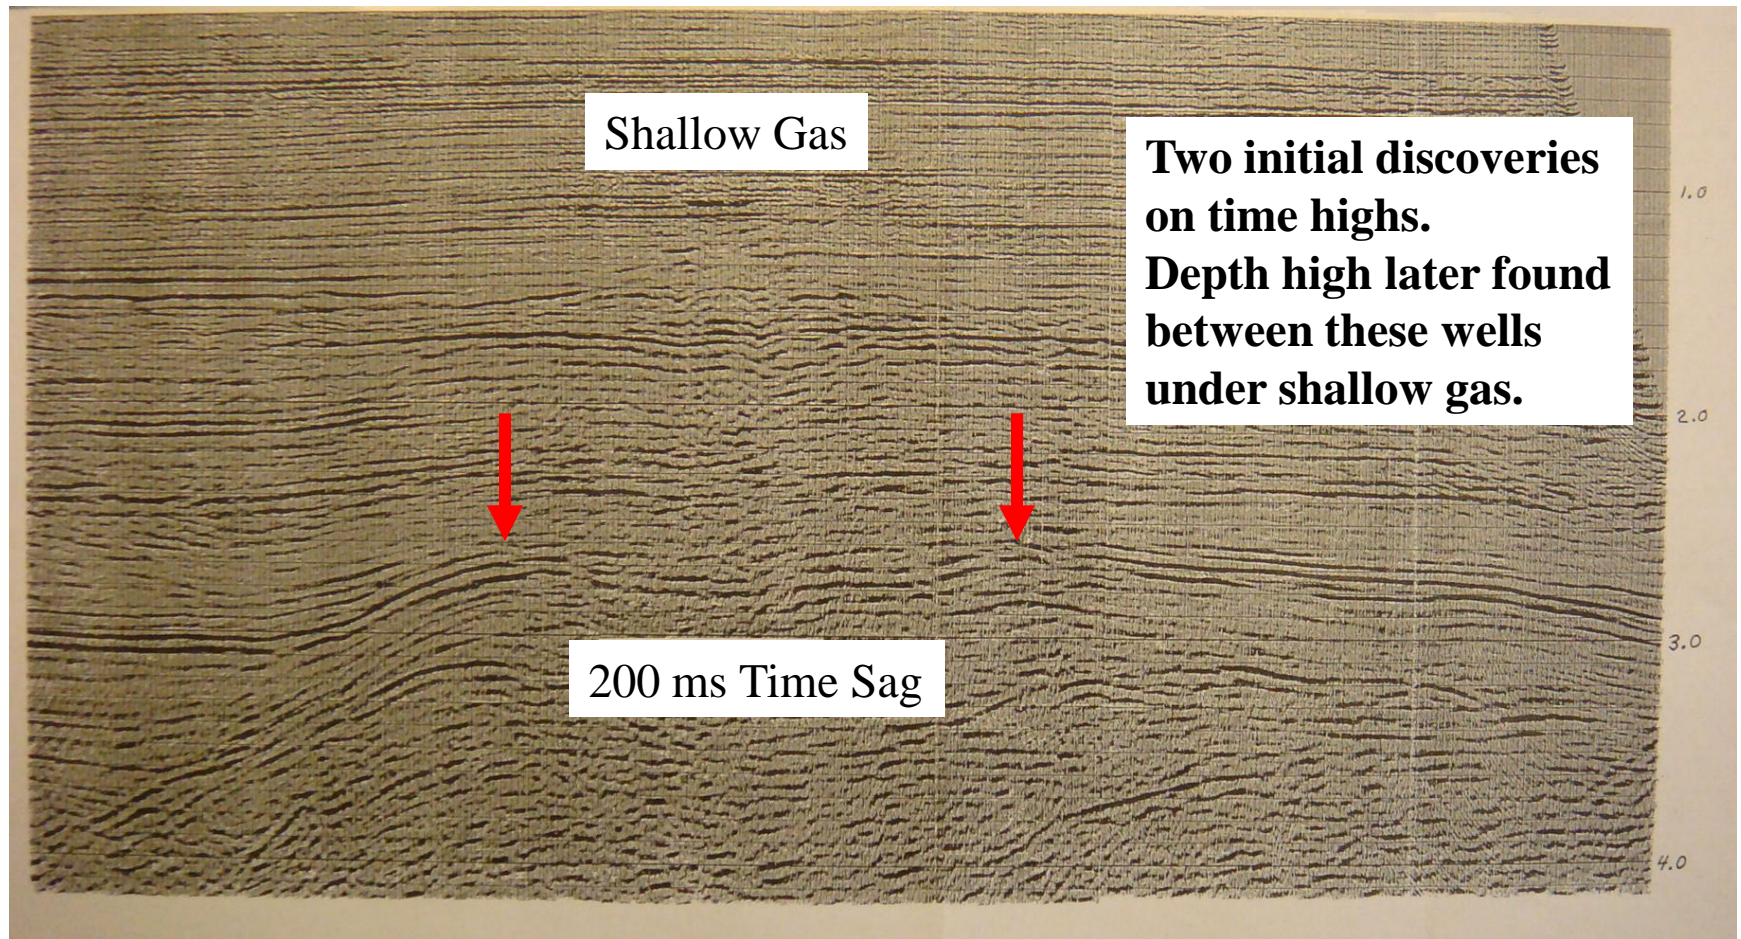 Shallow Gas
Two initial discoveries
on time highs.
Depth high later found
between these wells
under shallow gas.
1.0
2.0
200 ms Time Sag
3.0
4.0